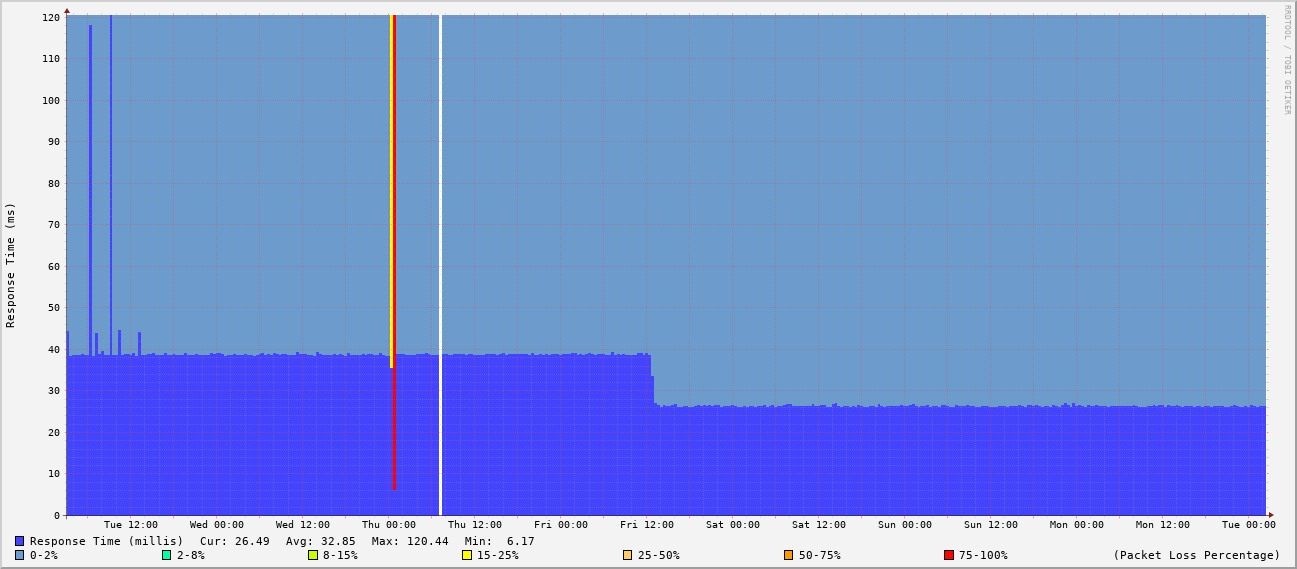 RRDTOOL / TOBI OETIKER
Response Time (ms)
120
110
100
90
80
70
60
50
40
30
20
10
0
Tue 12:00 Wed 00:00 Wed 12:00 Thu 00:00 Thu 12:00 Fri 00:00 Fri 12:00 Sat 00:00 Sat 12:00 Sun 00:00 Sun 12:00 Mon 00:00 Mon 12:00 Tue 00:00
Response Time (millis) Cur: 26.49 Avg: 32.85 Max: 120.44 Min: 6.17
0-2% 2-8% 8-15% 15-25% 25-50% 50-75% 75-100% (Packet Loss Percentage)